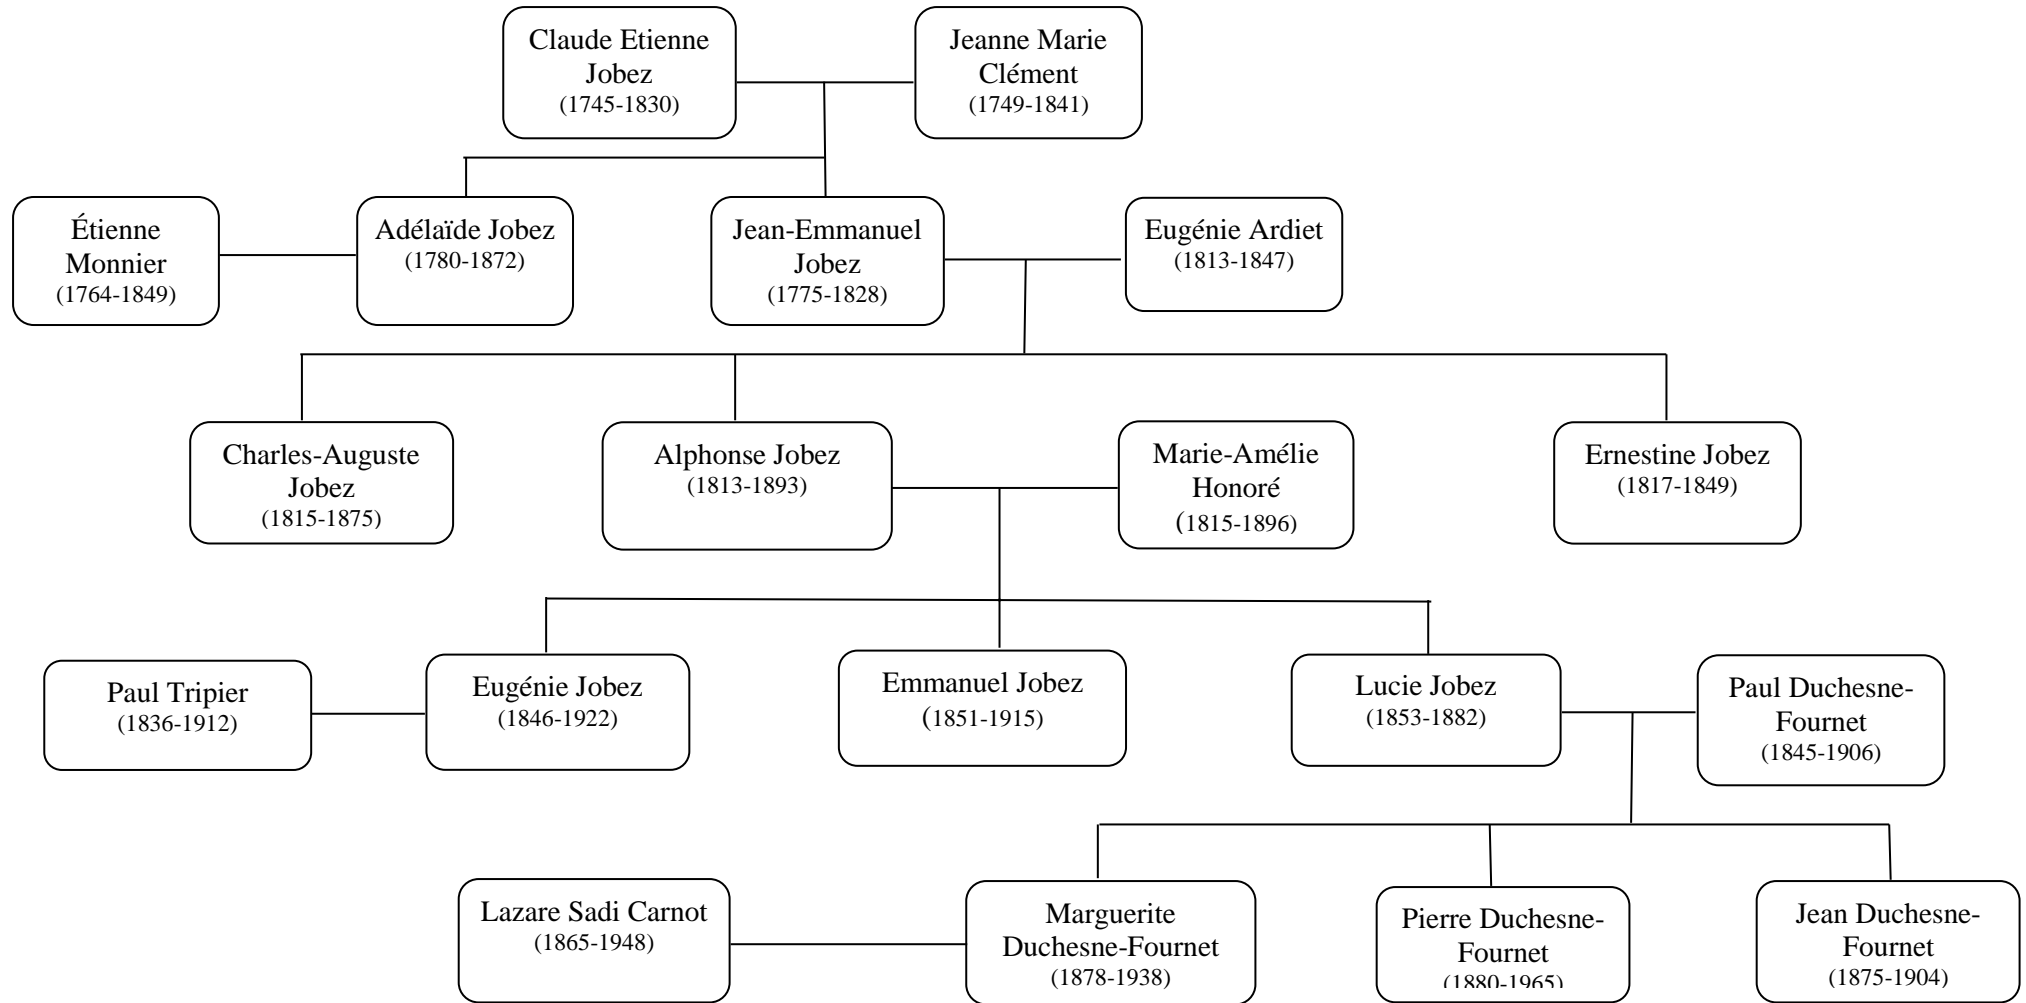 Claude Etienne
Jobez
(1745-1830)
Jeanne Marie
Clément
(1749-1841)
Étienne
Monnier
(1764-1849)
Adélaïde Jobez
(1780-1872)
Jean-Emmanuel
Jobez
(1775-1828)
Eugénie Ardiet
(1813-1847)
Charles-Auguste
Jobez
(1815-1875)
Alphonse Jobez
(1813-1893)
Marie-Amélie
Honoré
(1815-1896)
Ernestine Jobez
(1817-1849)
Paul Tripier
(1836-1912)
Eugénie Jobez
(1846-1922)
Emmanuel Jobez
(1851-1915)
Lucie Jobez
(1853-1882)
Paul Duchesne-
Fournet
(1845-1906)
Lazare Sadi Carnot
(1865-1948)
Marguerite
Duchesne-Fournet
(1878-1938)
Pierre Duchesne-
Fournet
(1880-1965)
Jean Duchesne-
Fournet
(1875-1904)